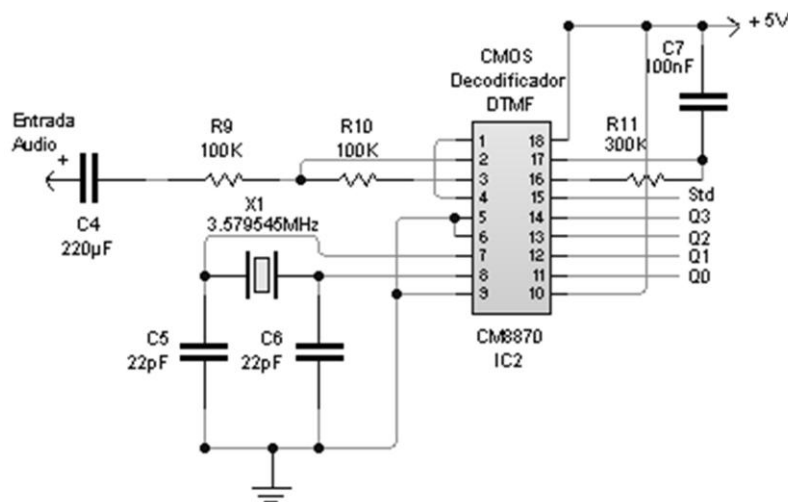 + 5V
C7
100nF
CMOS
Decodificador
DTMF
Entrada
Audio
+
R9
100K
R10
100K
R11
300K
1
2
3
4
5
6
7
8
9
18
17
16
15
14
13
12
11
10
Std
Q3
Q2
Q1
Q0
C4
220µF
X1
3.579545MHz
C5
22pF
C6
22pF
CM8870
IC2